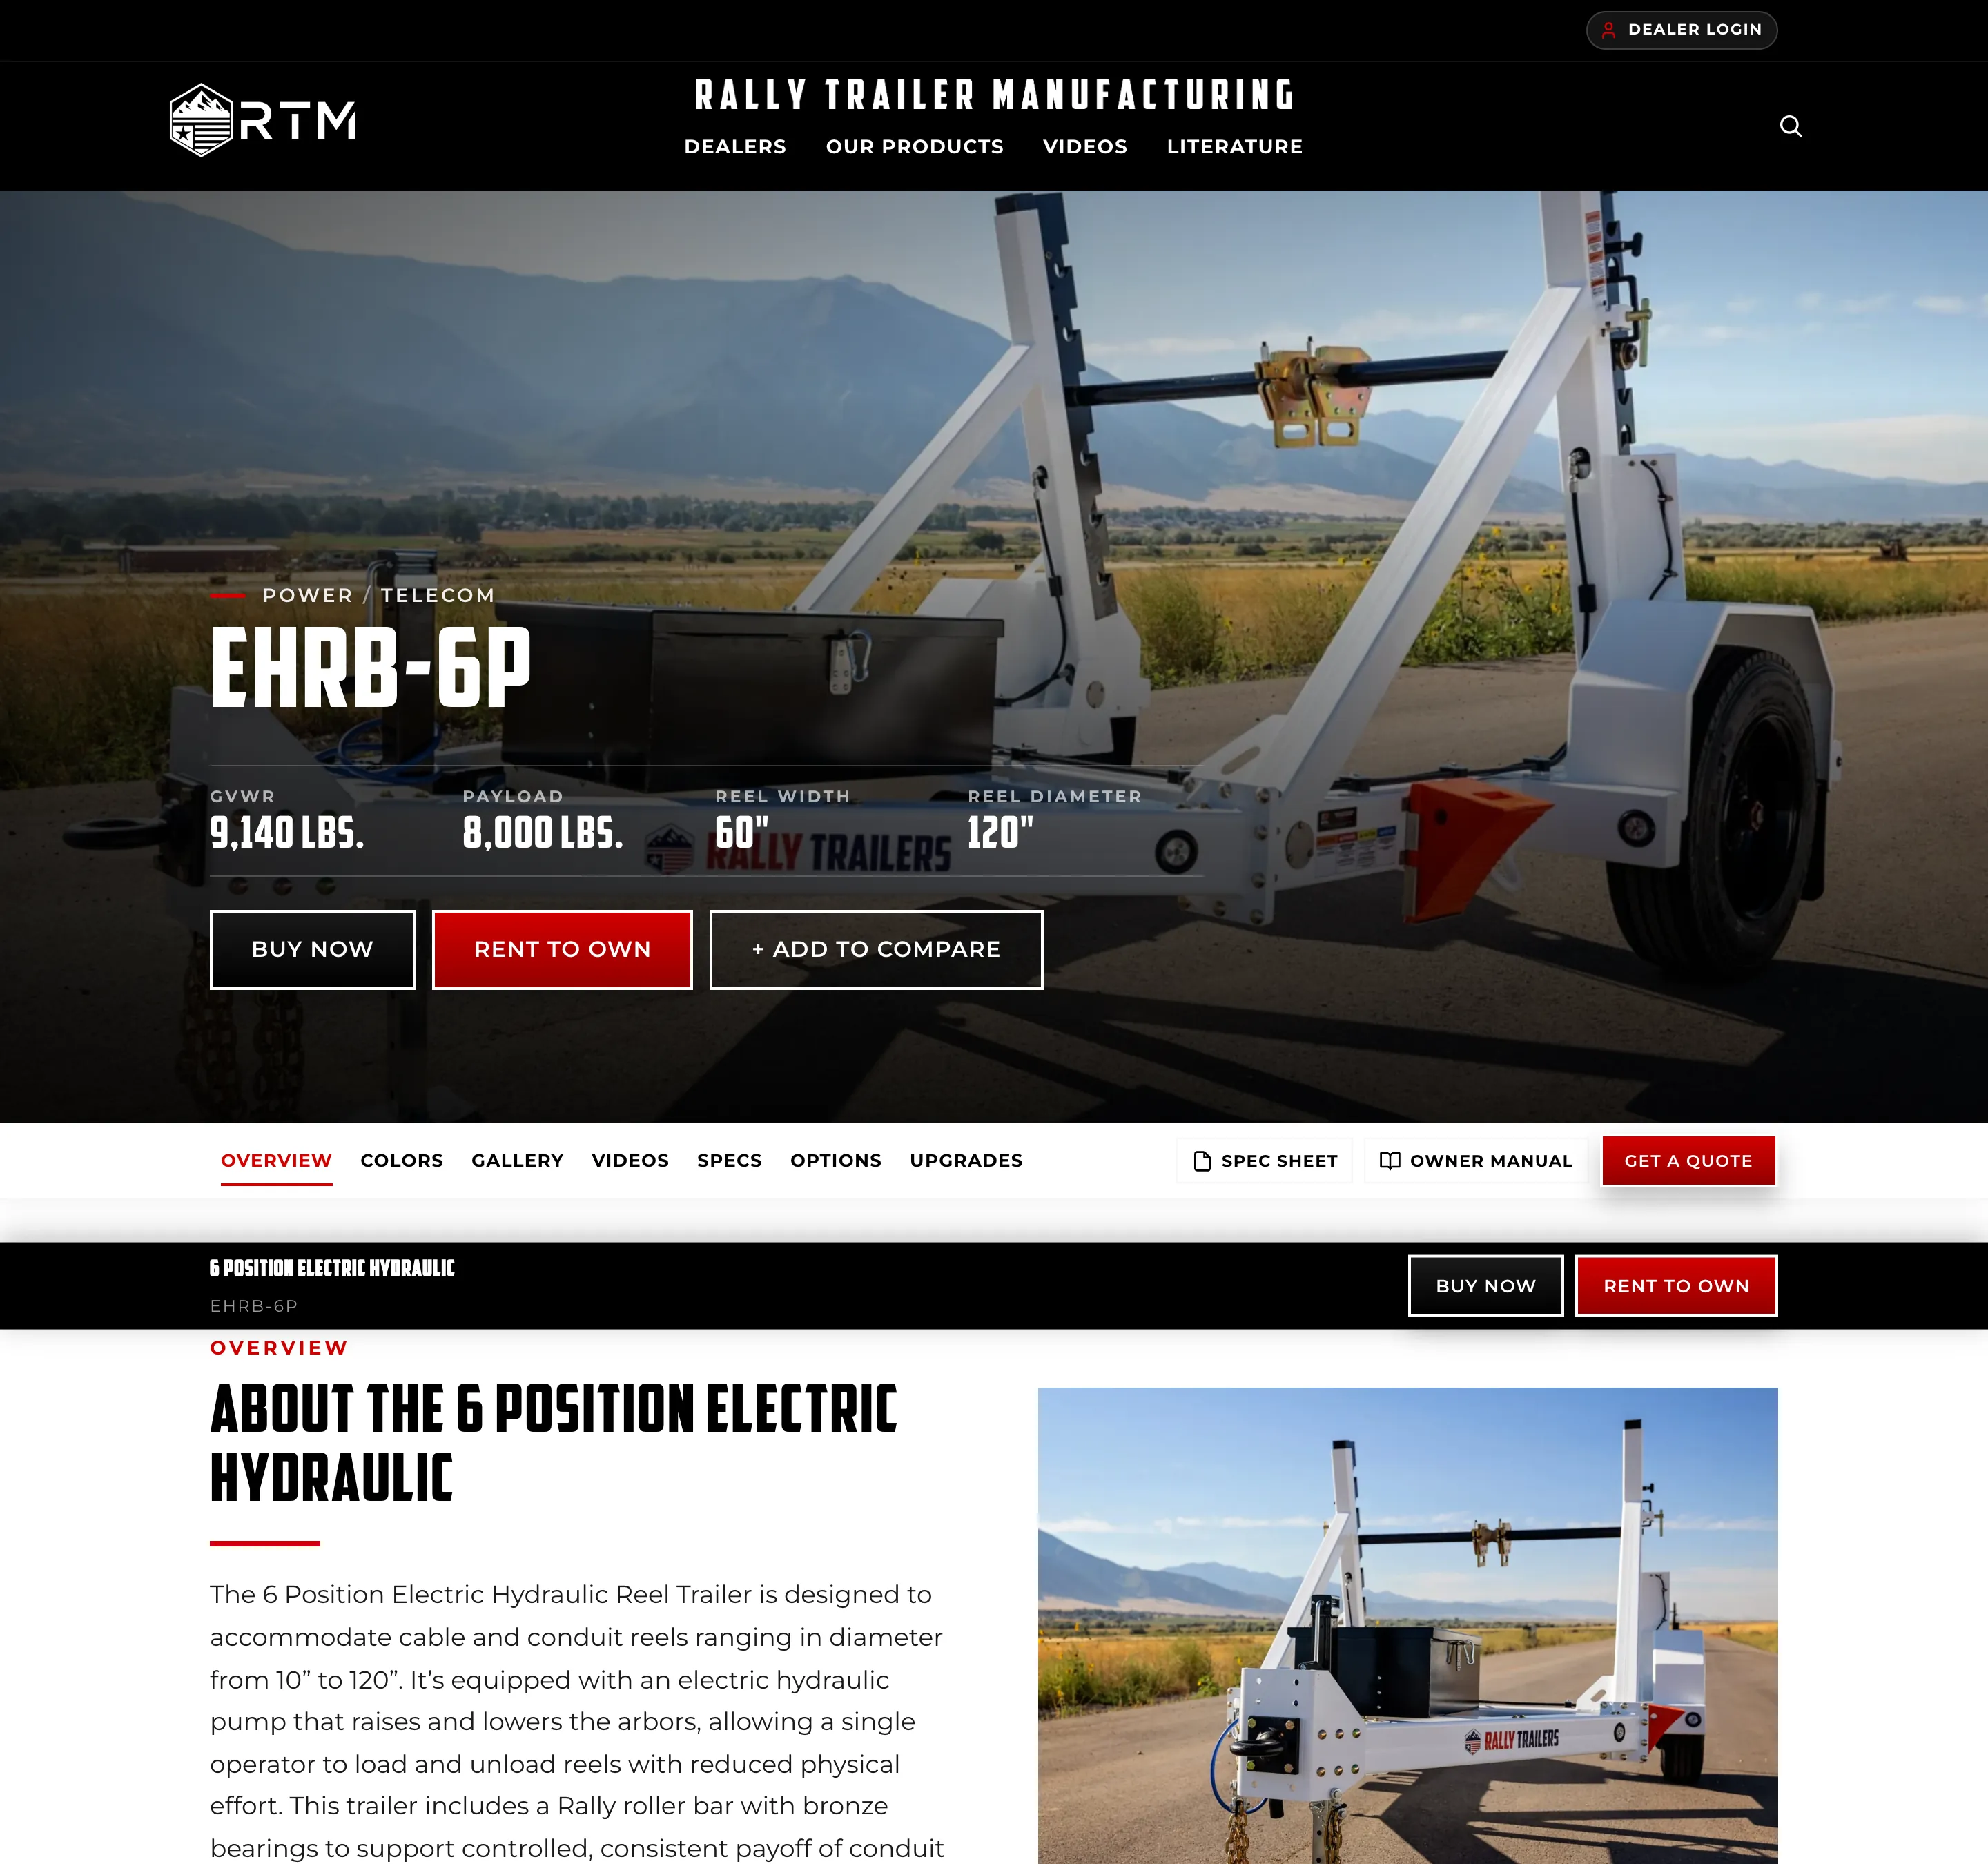 DEALER LOGIN
RTM
RALLY TRAILER MANUFACTURING
DEALERS OUR PRODUCTS VIDEOS LITERATURE
POWER / TELECOM
EHRB-6P
GVWR PAYLOAD REEL WIDTH REEL DIAMETER
9,140 LBS. 8,000 LBS. 60" 120"
RALLY TRAILERS
BUY NOW RENT TO OWN + ADD TO COMPARE
OVERVIEW COLORS GALLERY VIDEOS SPECS OPTIONS UPGRADES SPEC SHEET OWNER MANUAL GET A QUOTE
6 POSITION ELECTRIC HYDRAULIC
EHRB-6P
BUY NOW RENT TO OWN
OVERVIEW
ABOUT THE 6 POSITION ELECTRIC
HYDRAULIC
The 6 Position Electric Hydraulic Reel Trailer is designed to
accommodate cable and conduit reels ranging in diameter
from 10” to 120”. It’s equipped with an electric hydraulic
pump that raises and lowers the arbors, allowing a single
operator to load and unload reels with reduced physical
effort. This trailer includes a Rally roller bar with bronze
bearings to support controlled, consistent payoff of conduit
RALLY TRAILERS